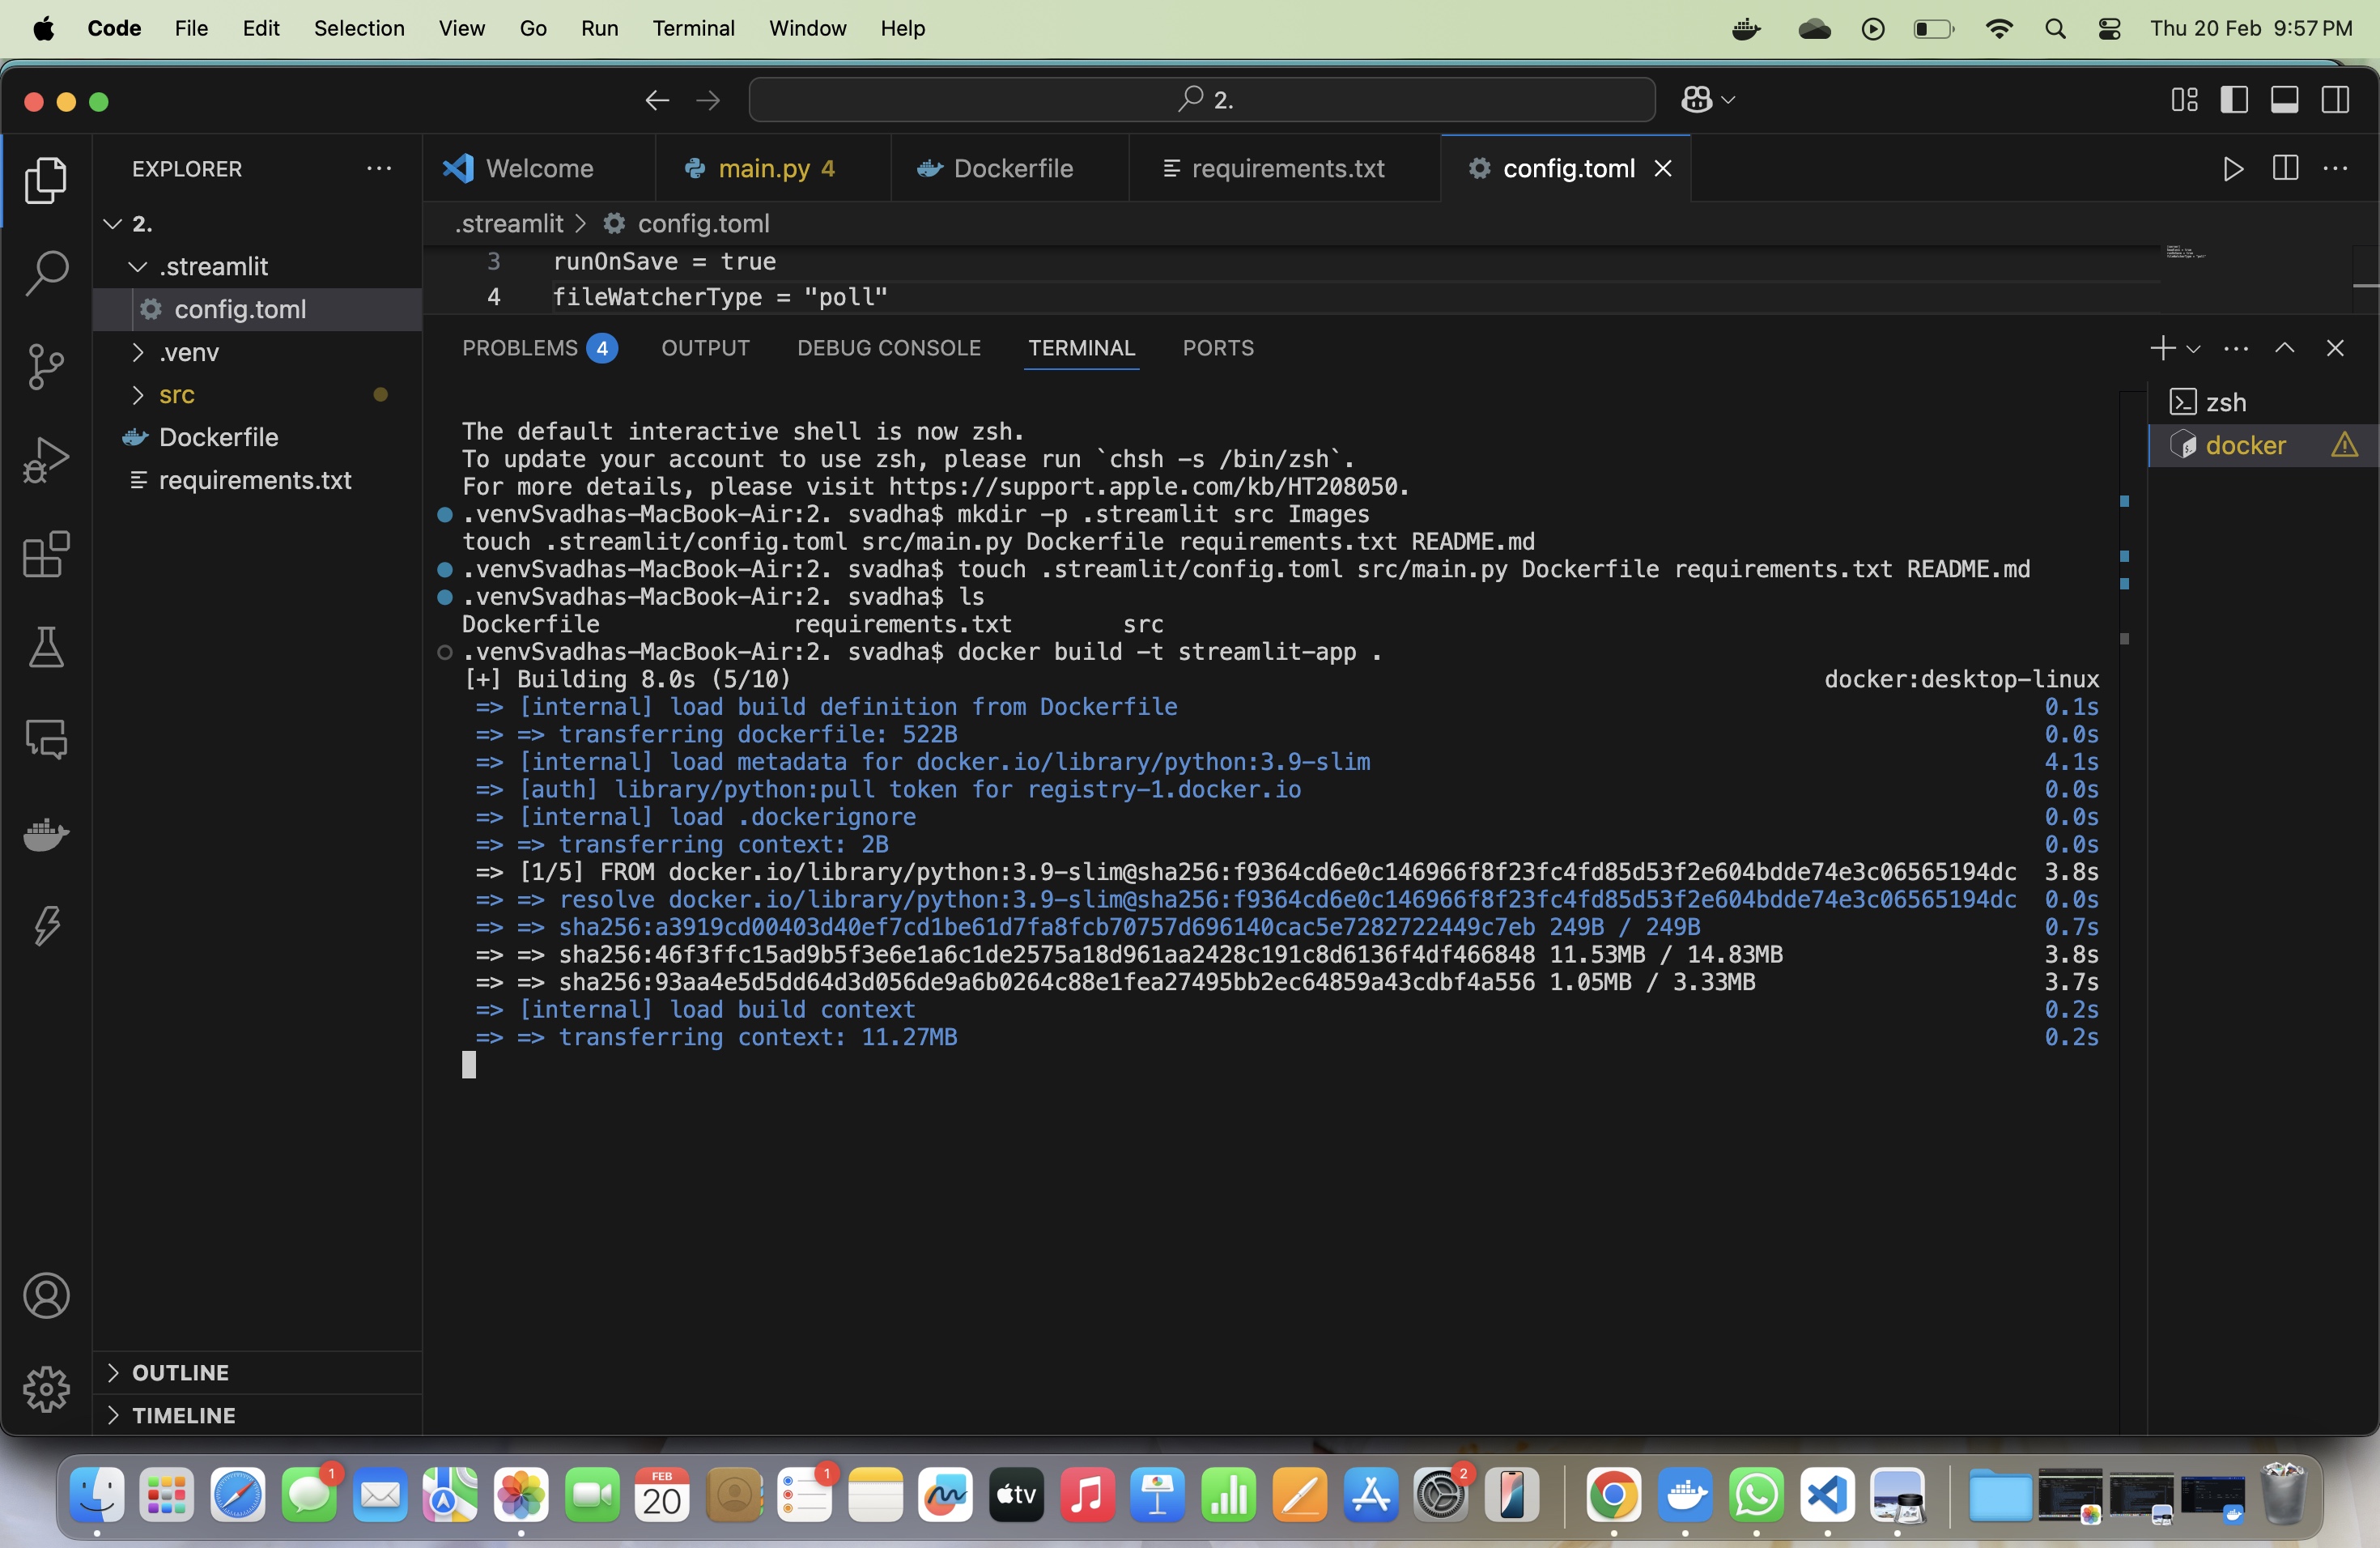 Code File Edit Selection View Go Run Terminal Window Help Thu 20 Feb 9:57 PM
2.
EXPLORER
Welcome main.py 4 Dockerfile requirements.txt config.toml
2.
.streamlit
config.toml
.venv
src
Dockerfile
requirements.txt
OUTLINE
TIMELINE
.streamlit > config.toml
3 runOnSave = true
4 fileWatcherType = "poll"
PROBLEMS 4 OUTPUT DEBUG CONSOLE TERMINAL PORTS
zsh
docker
The default interactive shell is now zsh.
To update your account to use zsh, please run `chsh -s /bin/zsh`.
For more details, please visit https://support.apple.com/kb/HT208050.
.venvSvadhas-MacBook-Air:2. svadha$ mkdir -p .streamlit src Images
touch .streamlit/config.toml src/main.py Dockerfile requirements.txt README.md
.venvSvadhas-MacBook-Air:2. svadha$ touch .streamlit/config.toml src/main.py Dockerfile requirements.txt README.md
.venvSvadhas-MacBook-Air:2. svadha$ ls
Dockerfile requirements.txt src
.venvSvadhas-MacBook-Air:2. svadha$ docker build -t streamlit-app .
[+] Building 8.0s (5/10) docker:desktop-linux
=> [internal] load build definition from Dockerfile 0.1s
=> => transferring dockerfile: 522B 0.0s
=> [internal] load metadata for docker.io/library/python:3.9-slim 4.1s
=> [auth] library/python:pull token for registry-1.docker.io 0.0s
=> [internal] load .dockerignore 0.0s
=> => transferring context: 2B 0.0s
=> [1/5] FROM docker.io/library/python:3.9-slim@sha256:f9364cd6e0c146966f8f23fc4fd85d53f2e604bdde74e3c06565194dc 3.8s
=> => resolve docker.io/library/python:3.9-slim@sha256:f9364cd6e0c146966f8f23fc4fd85d53f2e604bdde74e3c06565194dc 0.0s
=> => sha256:a3919cd00403d40ef7cd1be61d7fa8fcb70757d696140cac5e7282722449c7eb 249B / 249B 0.7s
=> => sha256:46f3ffc15ad9b5f3e6e1a6c1de2575a18d961aa2428c191c8d6136f4df466848 11.53MB / 14.83MB 3.8s
=> => sha256:93aa4e5d5dd64d3d056de9a6b0264c88e1fea27495bb2ec64859a43cdbf4a556 1.05MB / 3.33MB 3.7s
=> [internal] load build context 0.2s
=> => transferring context: 11.27MB 0.2s
1
FEB
20
1
tv
2